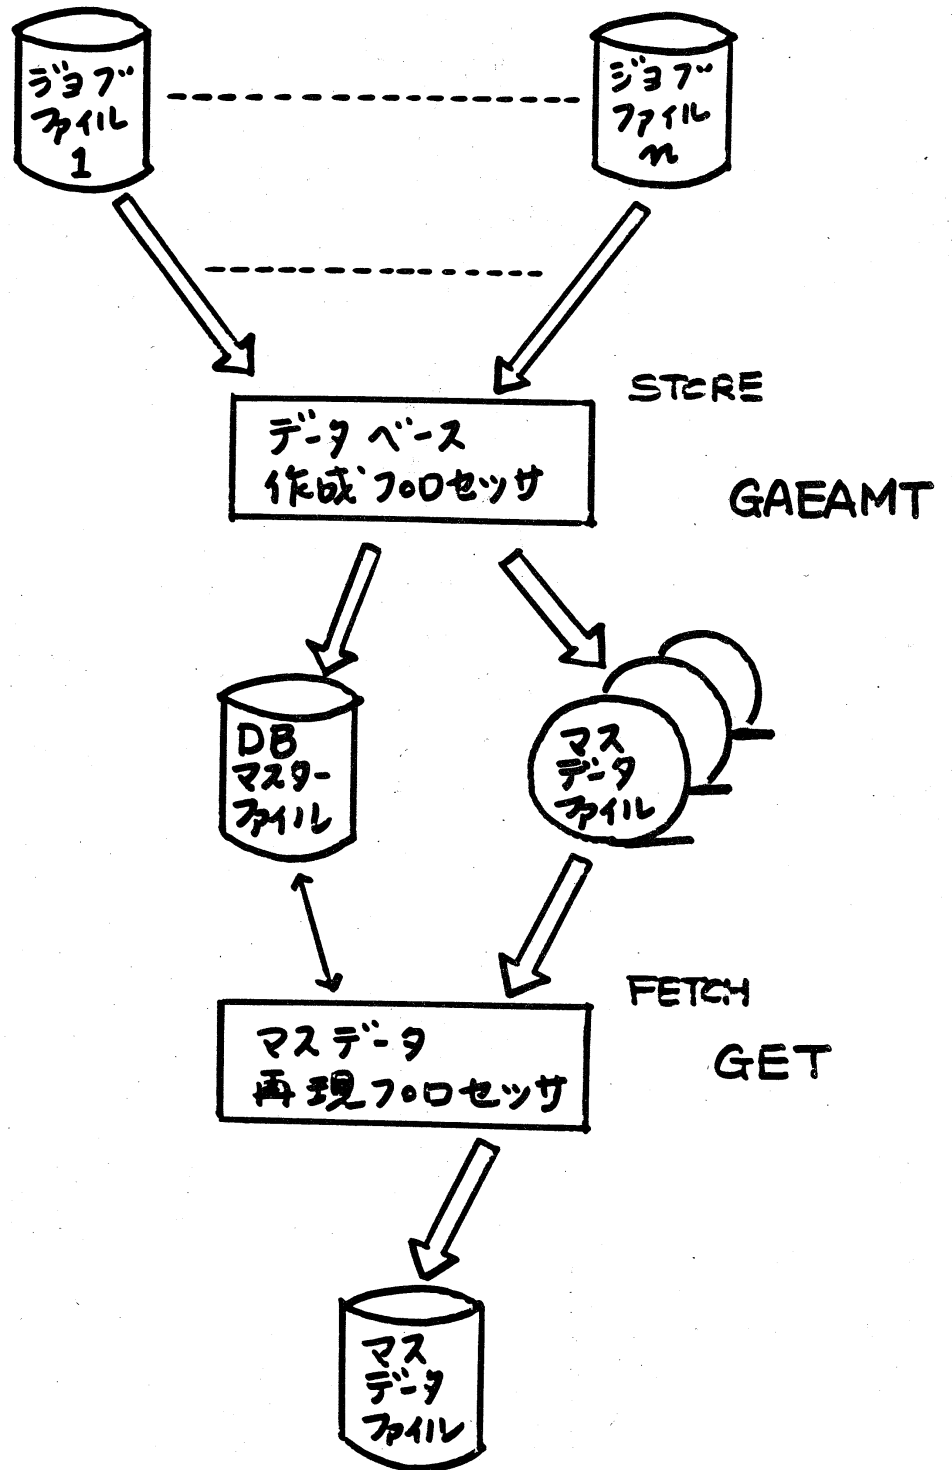 ジョブ
ファイル
1
ジョブ
ファイル
n
STORE
データベース
作成プロセッサ
GAEAMT
DB
マスター
ファイル
マス
データ
ファイル
FETCH
マスデータ
再現プロセッサ
GET
マス
データ
ファイル